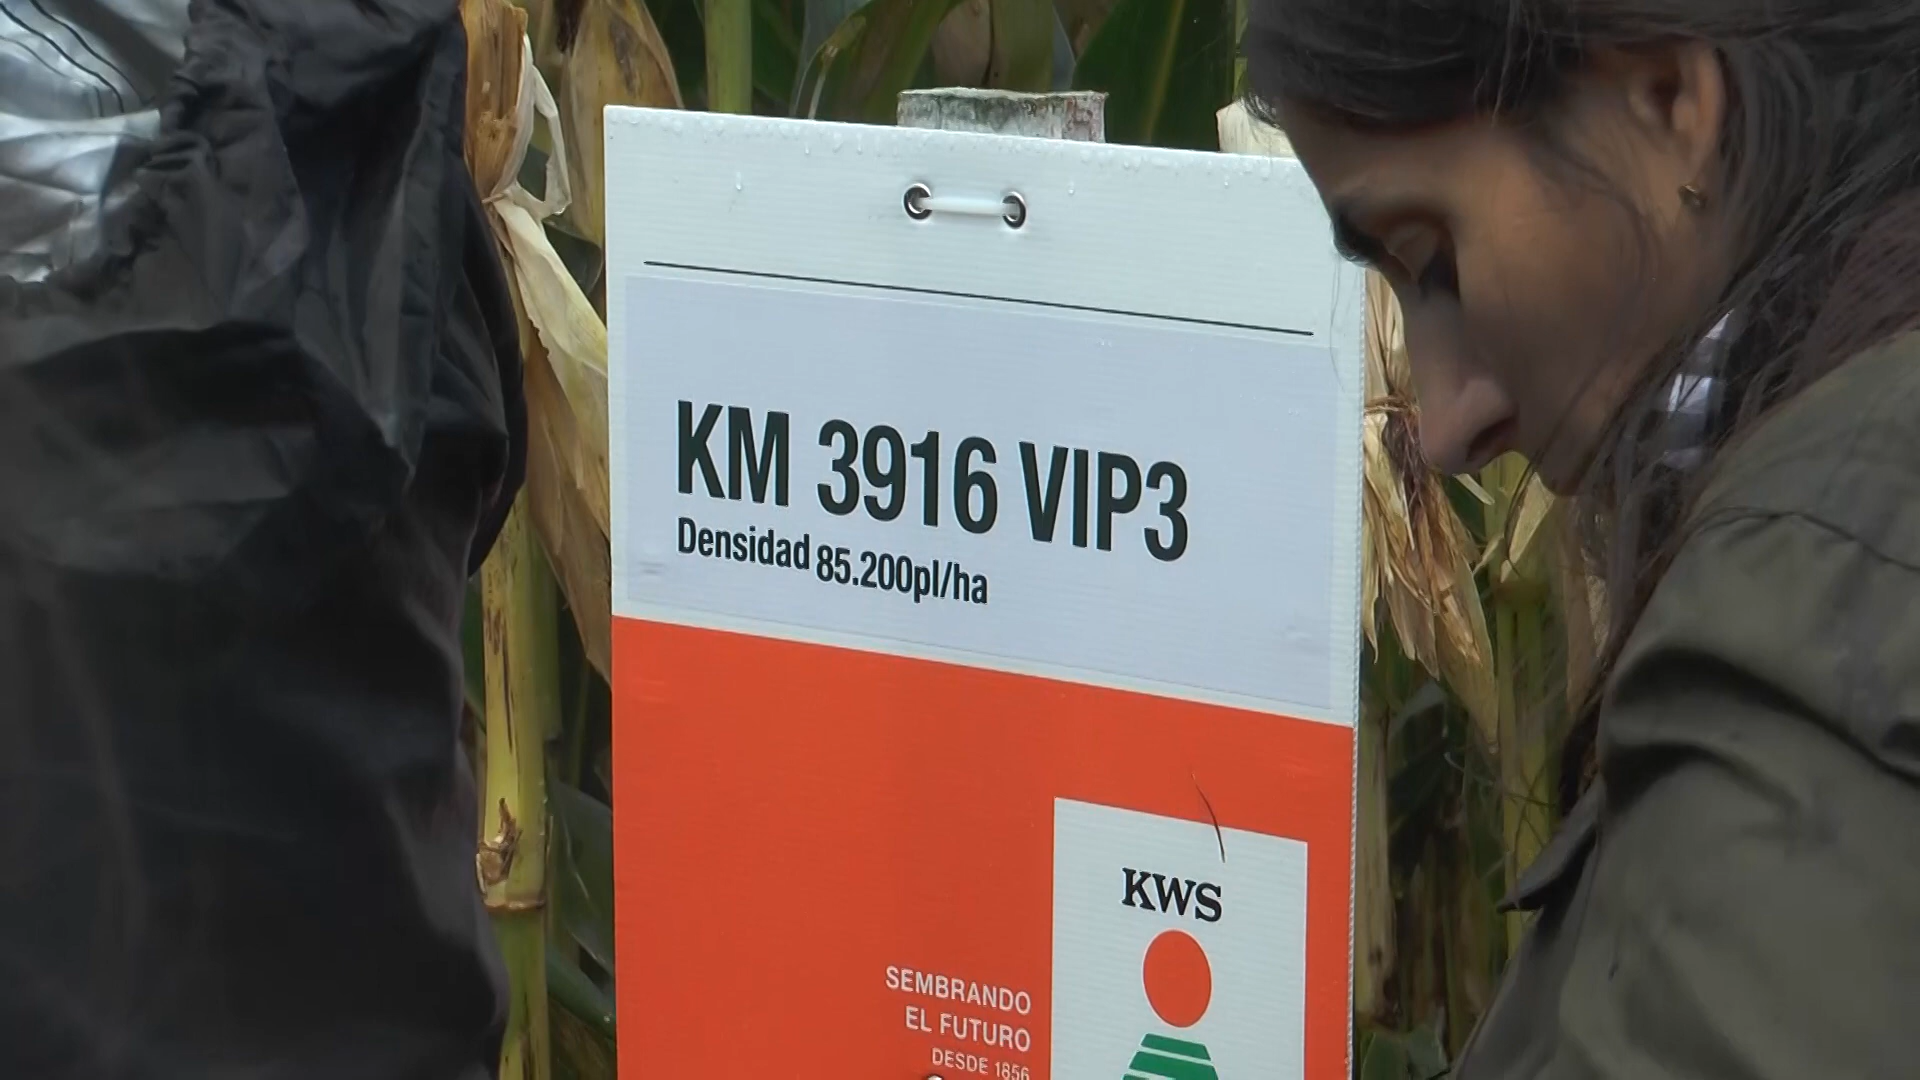 KM 3916 VIP3
Densidad 85.200pl/ha
KWS
SEMBRANDO
EL FUTURO
DESDE 1856